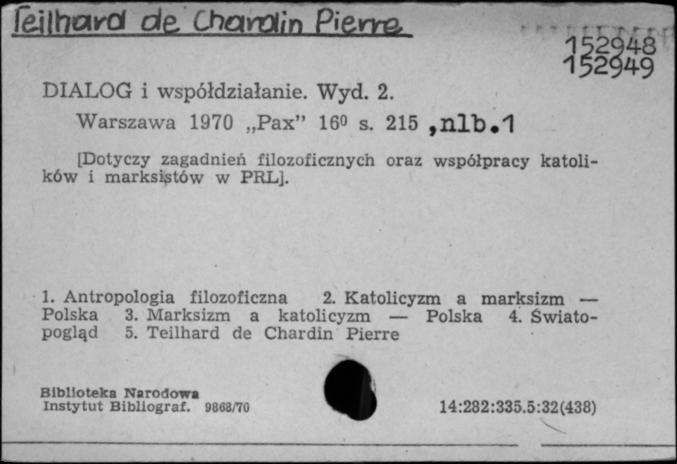 Teilhard de Chardin Pierre
152948
152949
DIALOG i współdziałanie. Wyd. 2.
Warszawa 1970 „Pax” 16⁰ s. 215 ,nlb.1
[Dotyczy zagadnień filozoficznych oraz współpracy katoli-
ków i marksistów w PRL].
1. Antropologia filozoficzna 2. Katolicyzm a marksizm —
Polska 3. Marksizm a katolicyzm — Polska 4. Świato-
pogląd 5. Teilhard de Chardin Pierre
Biblioteka Narodowa
Instytut Bibliograf. 9868/70
14:282:335.5:32(438)